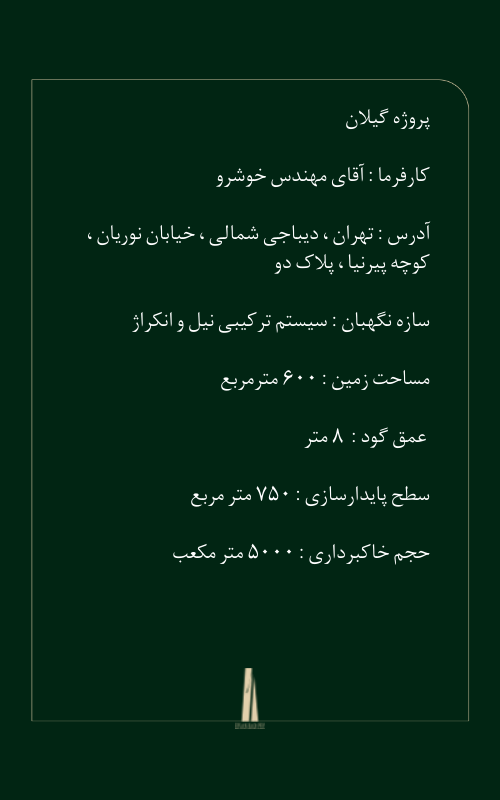 پروژه گیلان
کارفرما : آقای مهندس خوشرو
آدرس : تهران ، دیباجی شمالی ، خیابان نوریان ،
کوچه پیرنیا ، پلاک دو
سازه نگهبان : سیستم ترکیبی نیل و انکراژ
مساحت زمین : ۶۰۰ مترمربع
عمق گود : ۸ متر
سطح پایدارسازی : ۷۵۰ متر مربع
حجم خاکبرداری : ۵۰۰۰ متر مکعب